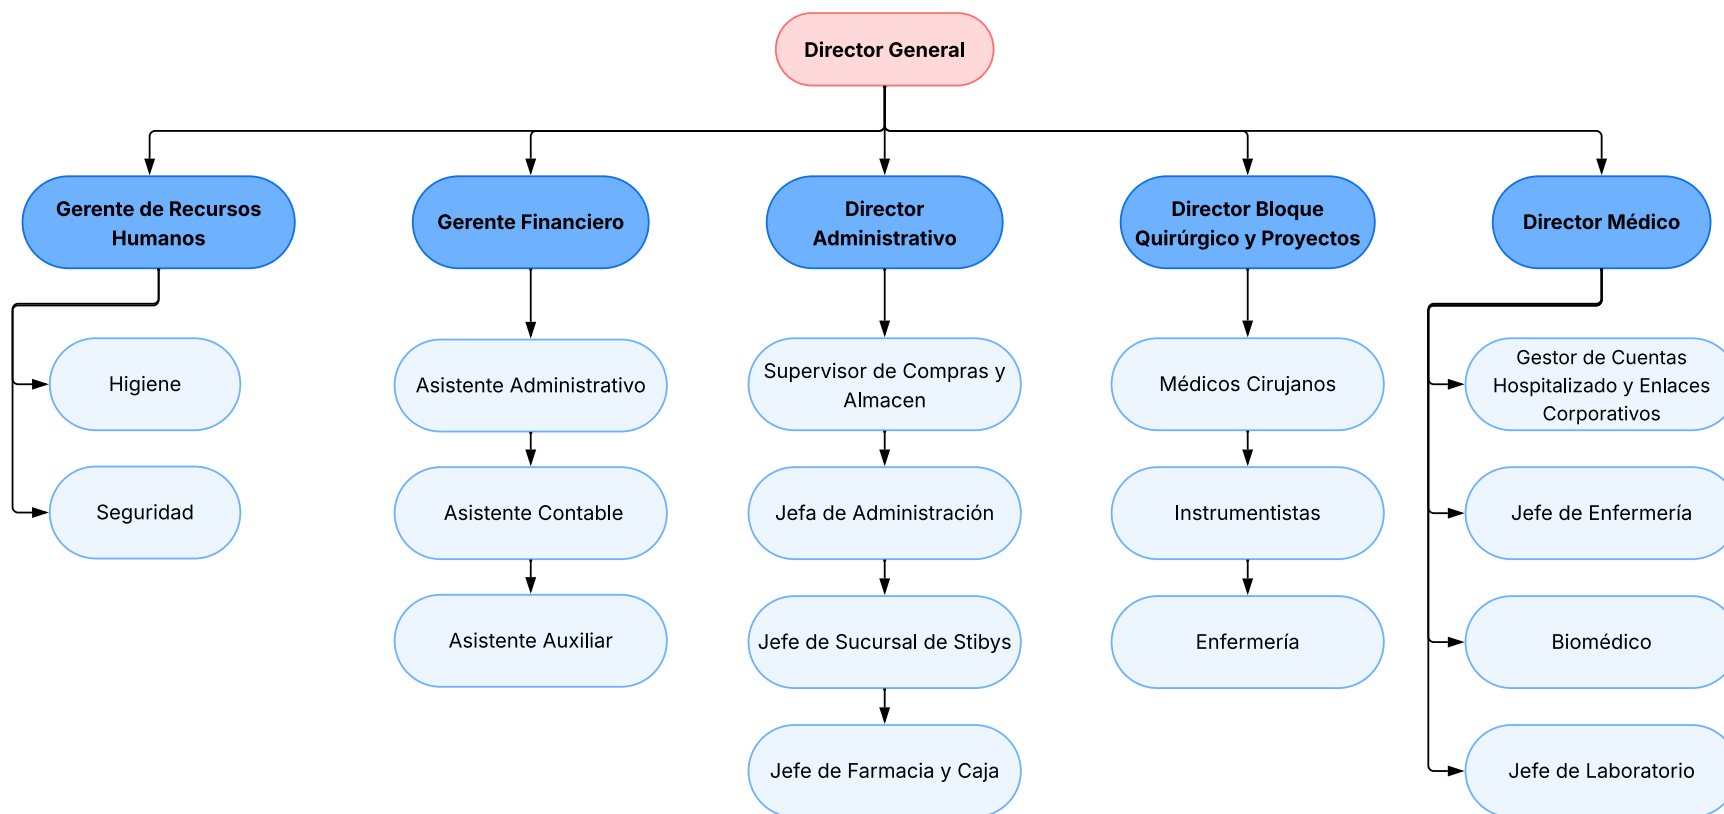 Director General
Gerente de Recursos
Humanos
Gerente Financiero
Director
Administrativo
Director Bloque
Quirúrgico y Proyectos
Director Médico
Higiene
Asistente Administrativo
Supervisor de Compras y
Almacen
Médicos Cirujanos
Gestor de Cuentas
Hospitalizado y Enlaces
Corporativos
Seguridad
Asistente Contable
Jefa de Administración
Instrumentistas
Jefe de Enfermería
Asistente Auxiliar
Jefe de Sucursal de Stibys
Enfermería
Biomédico
Jefe de Farmacia y Caja
Jefe de Laboratorio